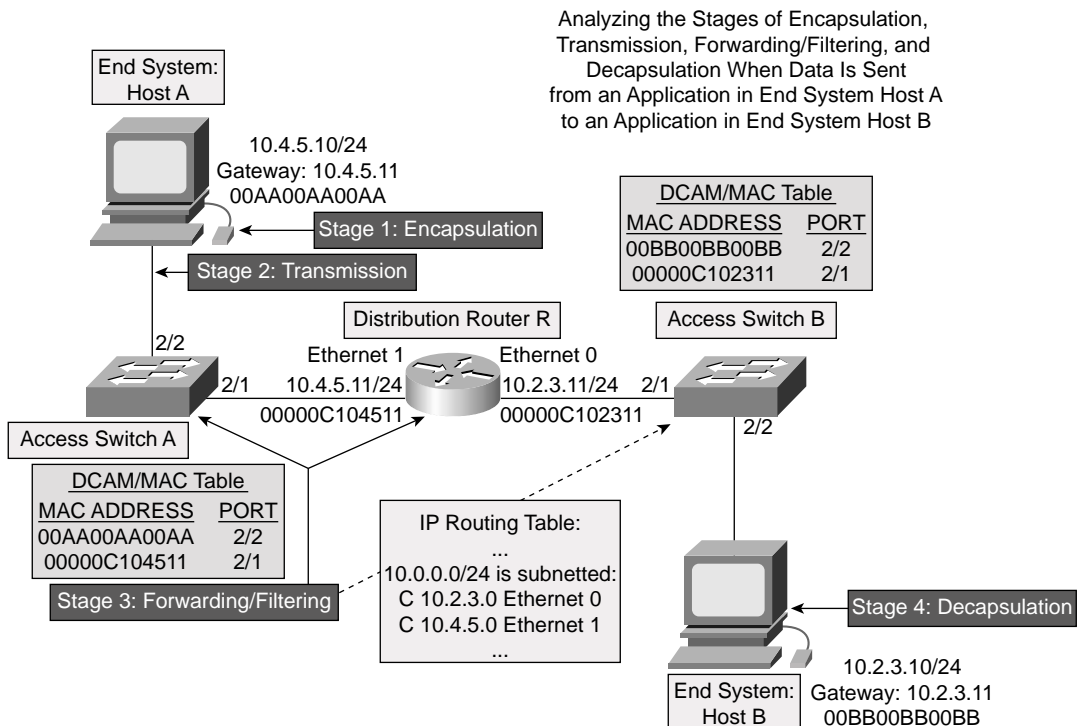 Analyzing the Stages of Encapsulation,
Transmission, Forwarding/Filtering, and
Decapsulation When Data Is Sent
from an Application in End System Host A
to an Application in End System Host B
End System:
Host A
10.4.5.10/24
Gateway: 10.4.5.11
00AA00AA00AA
Stage 1: Encapsulation
Stage 2: Transmission
DCAM/MAC Table
MAC ADDRESS PORT
00BB00BB00BB 2/2
00000C102311 2/1
Distribution Router R
Access Switch B
2/2
Ethernet 1
Ethernet 0
2/1
10.4.5.11/24
10.2.3.11/24
2/1
00000C104511
00000C102311
2/2
Access Switch A
DCAM/MAC Table
MAC ADDRESS PORT
00AA00AA00AA 2/2
00000C104511 2/1
Stage 3: Forwarding/Filtering
IP Routing Table:
...
10.0.0.0/24 is subnetted:
C 10.2.3.0 Ethernet 0
C 10.4.5.0 Ethernet 1
...
Stage 4: Decapsulation
End System:
Host B
10.2.3.10/24
Gateway: 10.2.3.11
00BB00BB00BB